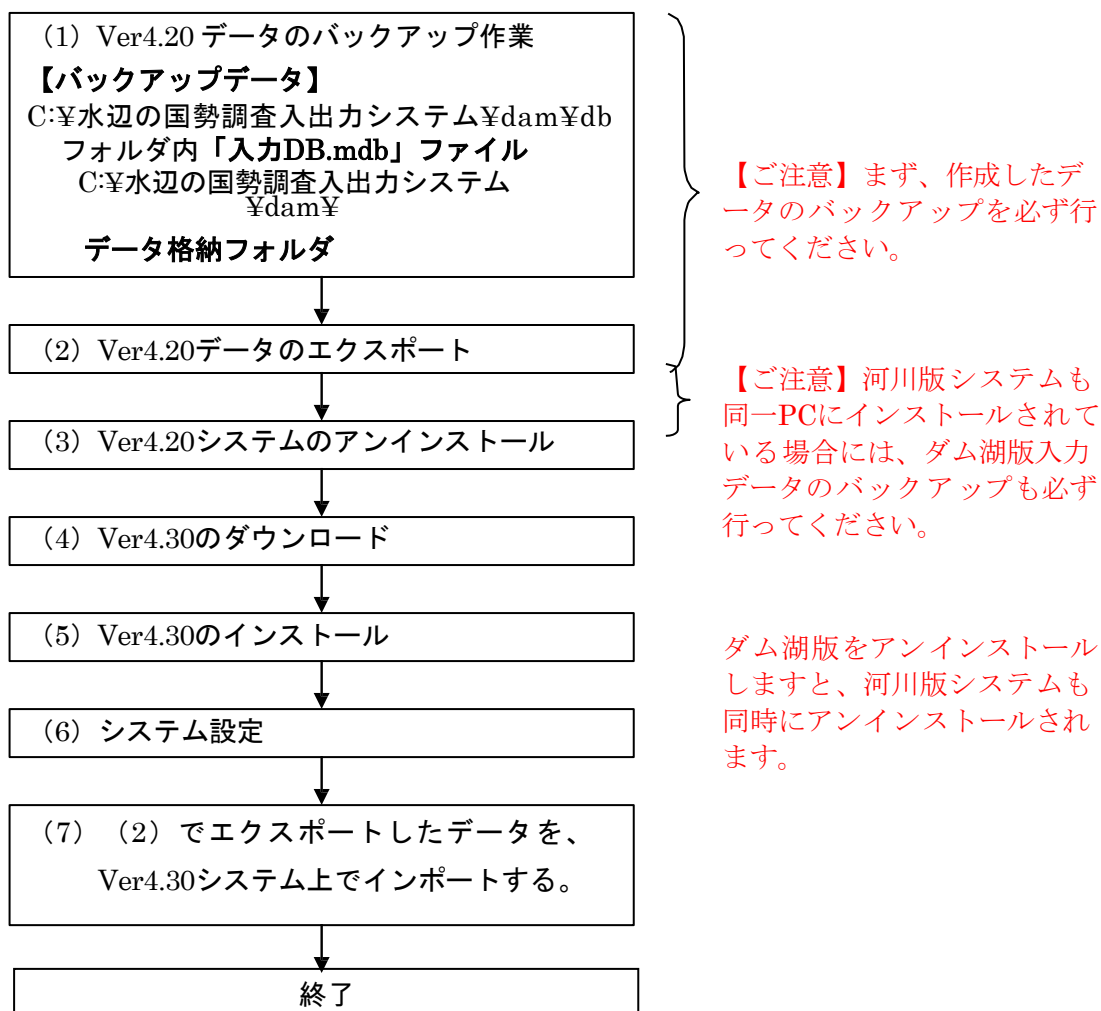 (1) Ver4.20 データのバックアップ作業
【バックアップデータ】
C:¥水辺の国勢調査入出力システム¥dam¥db
フォルダ内「入力DB.mdb」ファイル
C:¥水辺の国勢調査入出力システム
¥dam¥
データ格納フォルダ
(2) Ver4.20データのエクスポート
(3) Ver4.20システムのアンインストール
(4) Ver4.30のダウンロード
(5) Ver4.30のインストール
(6) システム設定
(7) (2)でエクスポートしたデータを、
Ver4.30システム上でインポートする。
終了
【ご注意】まず、作成したデ
ータのバックアップを必ず行
ってください。
【ご注意】河川版システムも
同一PCにインストールされて
いる場合には、ダム湖版入力
データのバックアップも必ず
行ってください。
ダム湖版をアンインストール
しますと、河川版システムも
同時にアンインストールされ
ます。